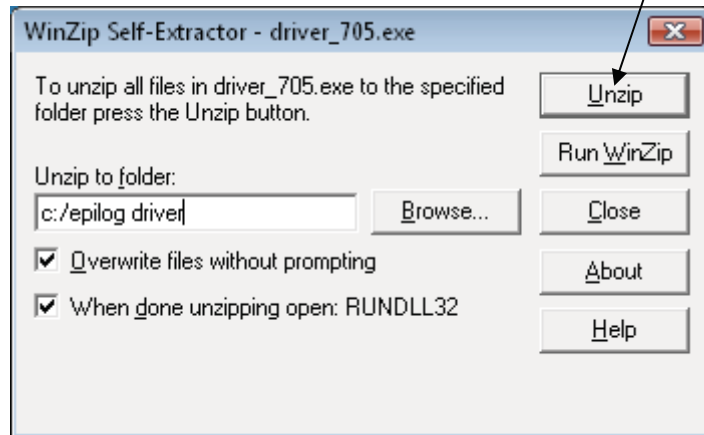 WinZip Self-Extractor - driver_705.exe
To unzip all files in driver_705.exe to the specified
folder press the Unzip button.
Unzip to folder:
c:/epilog driver
Browse...
Overwrite files without prompting
When done unzipping open: RUNDLL32
Unzip
Run WinZip
Close
About
Help